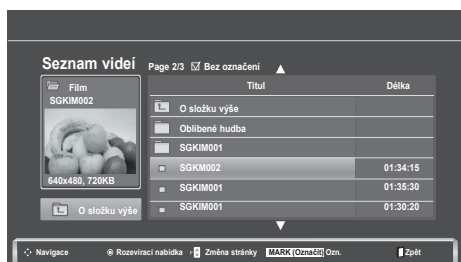 Seznam videí Page 2/3 Bez označení
Film
SGKIM002
640x480, 720KB
O složku výše
Titul Délka
O složku výše
Oblíbené hudba
SGKIM001
SGKM002 01:34:15
SGKIM001 01:35:30
SGKIM001 01:30:20
Navigace Rozevírací nabídka P Změna stránky MARK (Označit) Ozn. Zpět